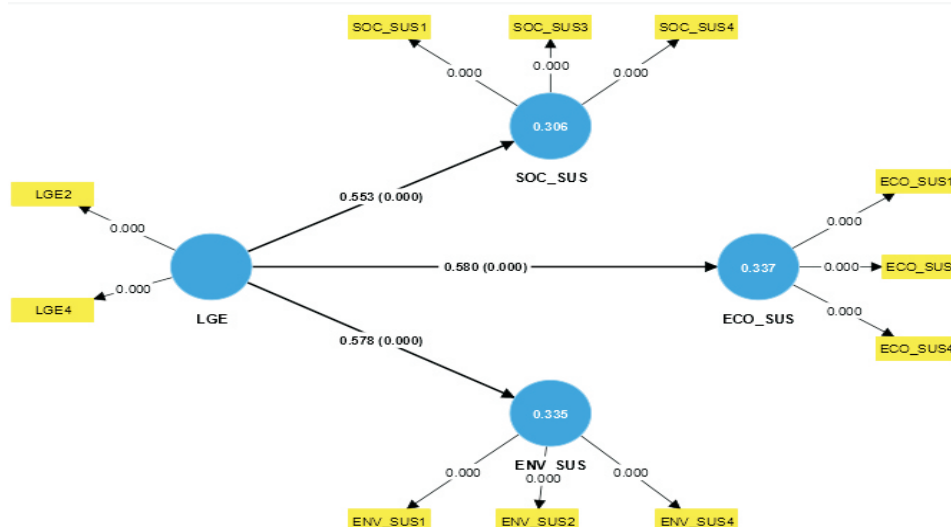 SOC_SUS1
SOC_SUS3
SOC_SUS4
0.000
0.000
0.000
0.306
SOC_SUS
LGE2
0.000
0.553 (0.000)
ECO_SUS1
0.000
0.580 (0.000)
0.337
0.000
ECO_SUS
0.000
LGE4
LGE
ECO_SUS
0.000
ECO_SUS4
0.578 (0.000)
0.335
ENV_SUS
0.000
0.000
0.000
ENV_SUS1
ENV_SUS2
ENV_SUS4